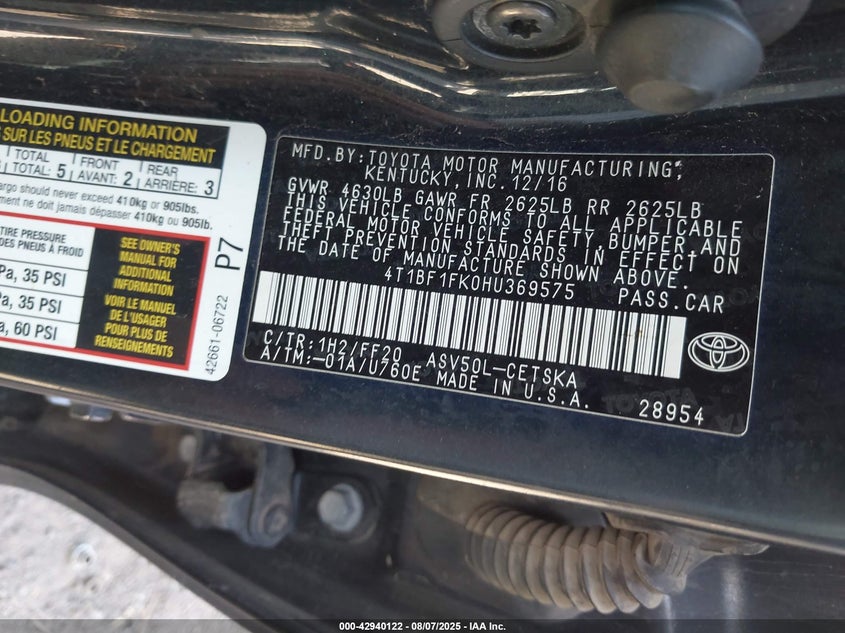 LOADING INFORMATION
SUR LES PNEUS ET LE CHARGEMENT
TOTAL
TOTAL: 5
FRONT
AVANT: 2
REAR
ARRIÈRE: 3
should never exceed 410kg or 905lbs.
ne doit jamais dépasser 410kg ou 905lb.
TIRE PRESSURE
DES PNEUS À FROID
35 PSI
35 PSI
60 PSI
SEE OWNER'S
MANUAL FOR
ADDITIONAL
INFORMATION
VOIR LE MANUEL
DE L'USAGER
POUR PLUS DE
RENSEIGNEMENTS
P7
42661-06722
MFD.BY:TOYOTA MOTOR MANUFACTURING,
KENTUCKY,INC.12/16
GVWR 4630LB GAWR FR 2625LB RR 2625LB
THIS VEHICLE CONFORMS TO ALL APPLICABLE
FEDERAL MOTOR VEHICLE SAFETY,BUMPER,AND
THEFT PREVENTION STANDARDS IN EFFECT ON
THE DATE OF MANUFACTURE SHOWN ABOVE.
4T1BF1FK0HU369575 PASS.CAR
C/TR:1H2/FF20 ASV50L-CETSKA
A/TM:-01A/U760E MADE IN U.S.A.
28954
000-42940122 - 08/07/2025 - IAA Inc.